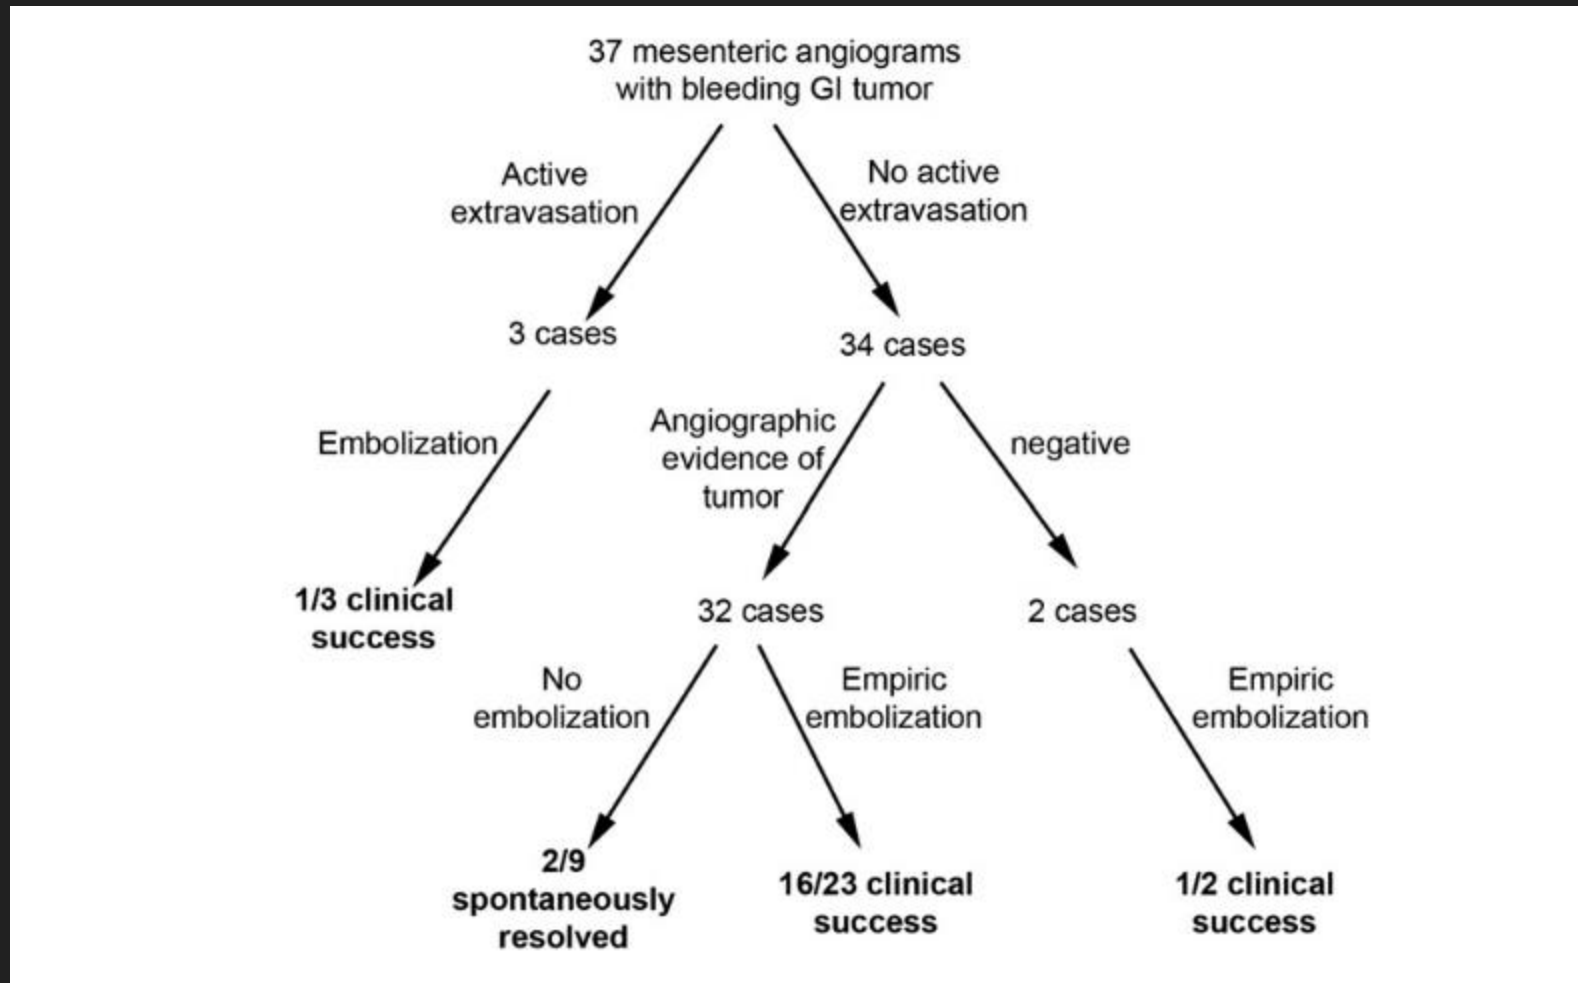 37 mesenteric angiograms
with bleeding GI tumor
Active
extravasation
No active
extravasation
3 cases
34 cases
Embolization
Angiographic
evidence of
tumor
negative
1/3 clinical
success
32 cases
2 cases
No
embolization
Empiric
embolization
Empiric
embolization
2/9
spontaneously
resolved
16/23 clinical
success
1/2 clinical
success